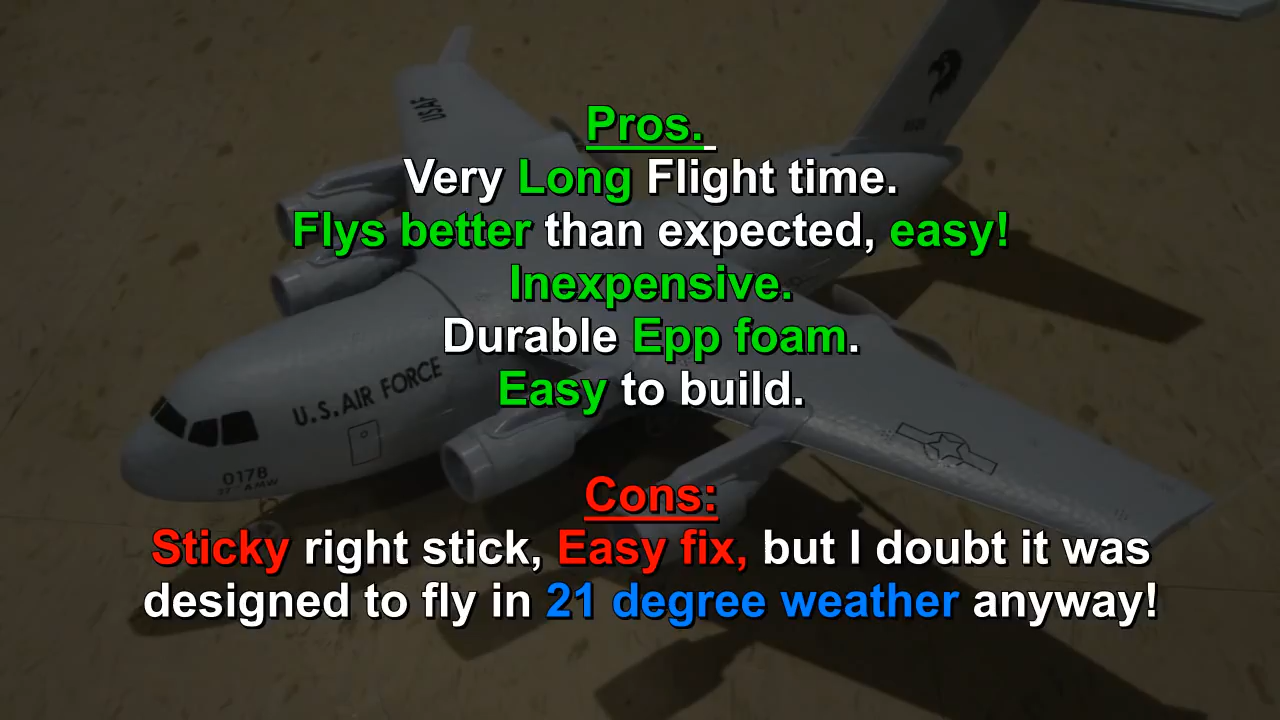 Pros.
Very Long Flight time.
Flys better than expected, easy!
Inexpensive.
Durable Epp foam.
Easy to build.
Cons:
Sticky right stick, Easy fix, but I doubt it was
designed to fly in 21 degree weather anyway!
USAF
U.S. AIR FORCE
0178
AMW